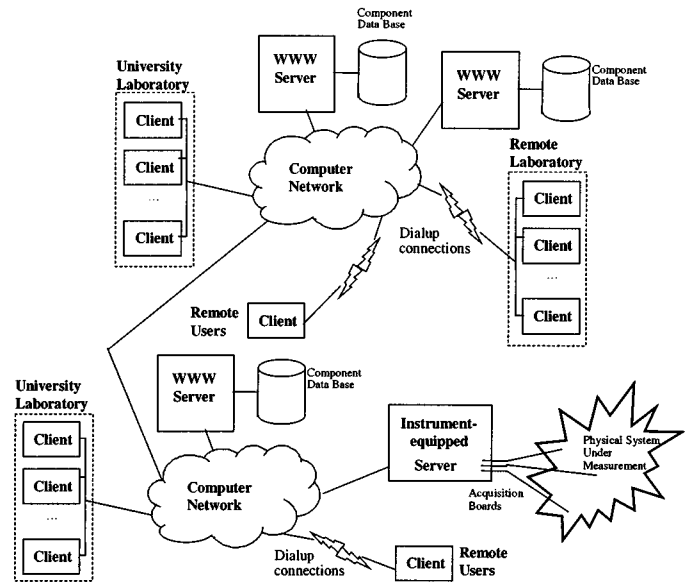 Component
Data Base
WWW
Server
WWW
Server
Component
Data Base
University
Laboratory
Client
Client
...
Client
Computer
Network
Remote
Laboratory
Client
Client
...
Client
Dialup
connections
Remote
Users
Client
WWW
Server
Component
Data Base
University
Laboratory
Client
Client
...
Client
Computer
Network
Instrument-
equipped
Server
Physical System
Under
Measurement
Acquisition
Boards
Dialup
connections
Client
Remote
Users